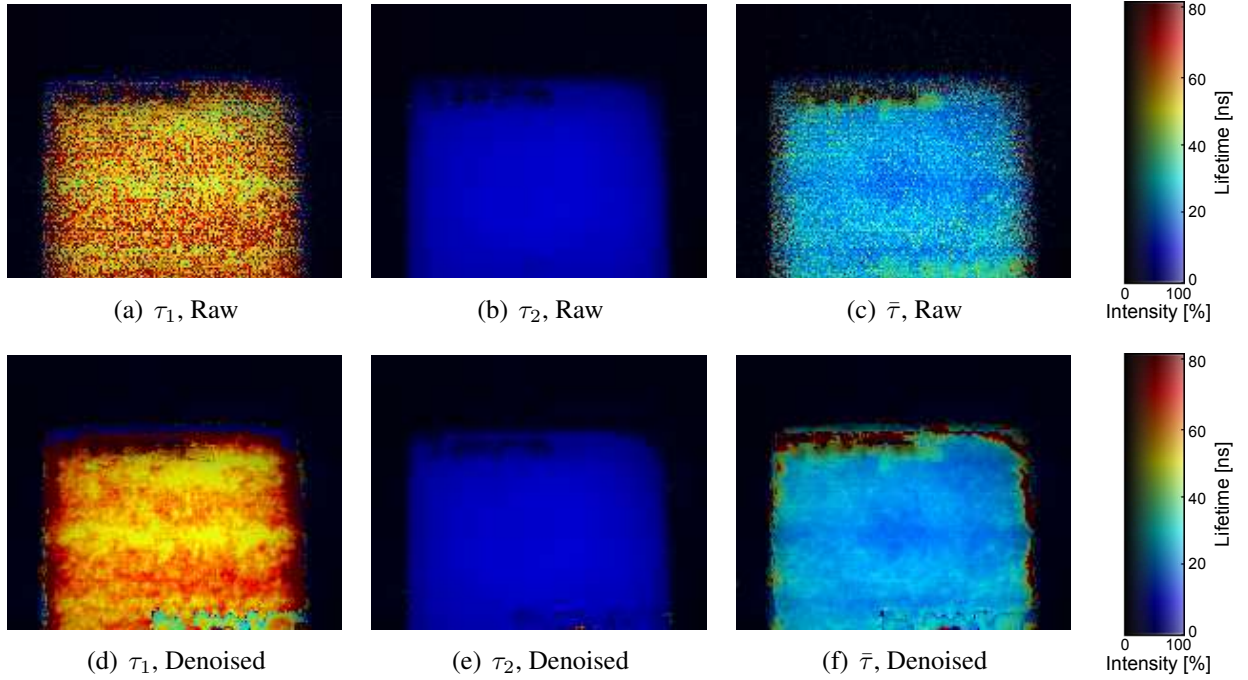 80
60
40
20
0
Lifetime [ns]
0 100
Intensity [%]
(a) τ₁, Raw
(b) τ₂, Raw
(c) τ̄, Raw
80
60
40
20
0
Lifetime [ns]
0 100
Intensity [%]
(d) τ₁, Denoised
(e) τ₂, Denoised
(f) τ̄, Denoised